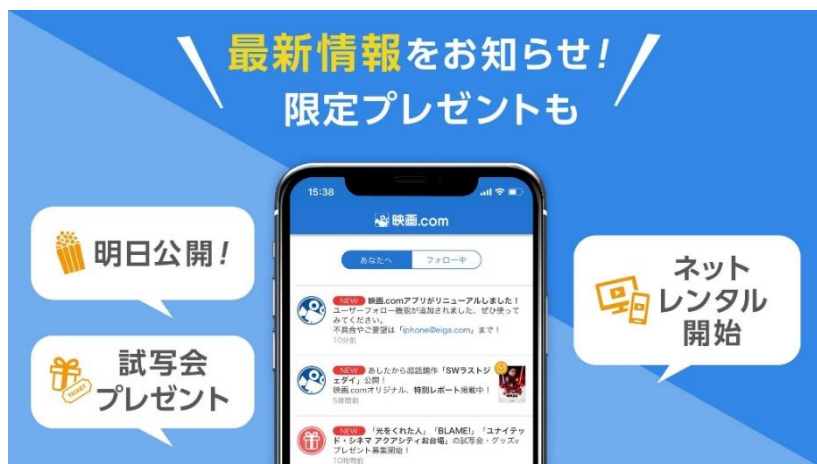 最新情報をお知らせ!
限定プレゼントも
15:38
映画.com
あなたへ
フォロー中
明日公開!
試写会
プレゼント
TICKET
ネット
レンタル
開始
NEW 映画.comアプリがリニューアルしました!
ユーザーフォロー機能が追加されました、ぜひ使って
みてください。
不具合やご要望は「iphone@eiga.com」まで!
10分前
NEW あしたから超話題作「SWラストジ
ェダイ」公開!
映画.comオリジナル、特別レポート掲載中!
5時間前
NEW 「光をくれた人」「BLAME!」「ユナイテッ
ド・シネマ アクアシティお台場」の試写会・グッズv
プレゼント募集開始!
10時間前